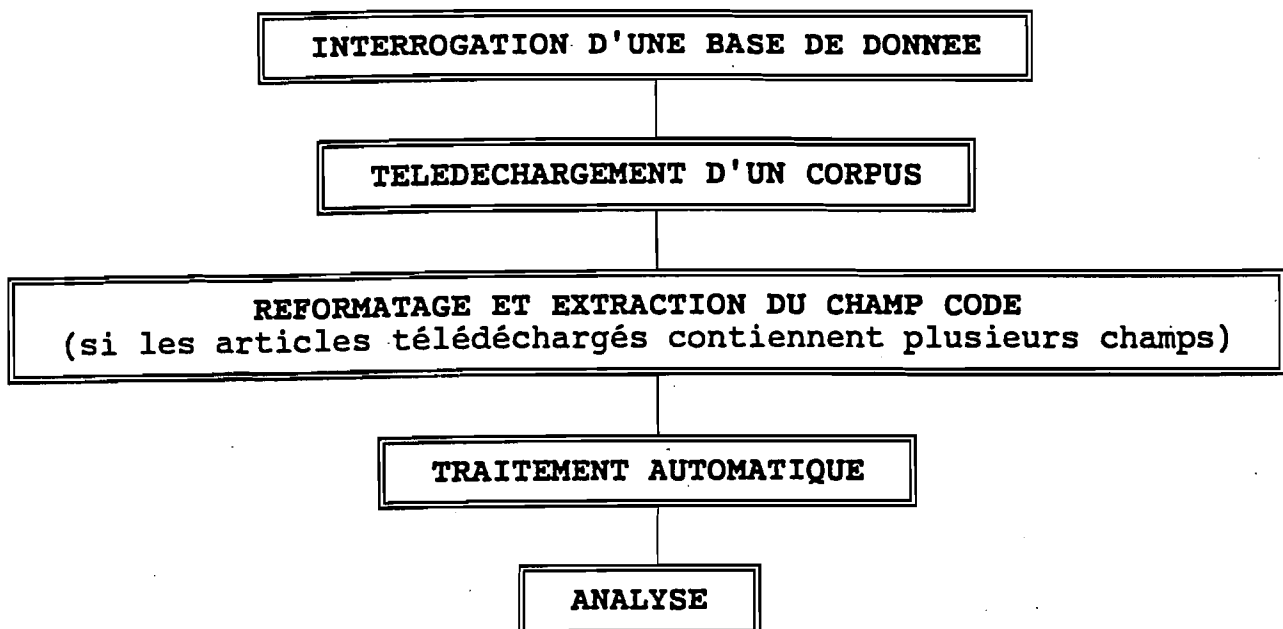 INTERROGATION D'UNE BASE DE DONNEE
TELEDECHARGEMENT D'UN CORPUS
REFORMATAGE ET EXTRACTION DU CHAMP CODE
(si les articles télédéchargés contiennent plusieurs champs)
TRAITEMENT AUTOMATIQUE
ANALYSE